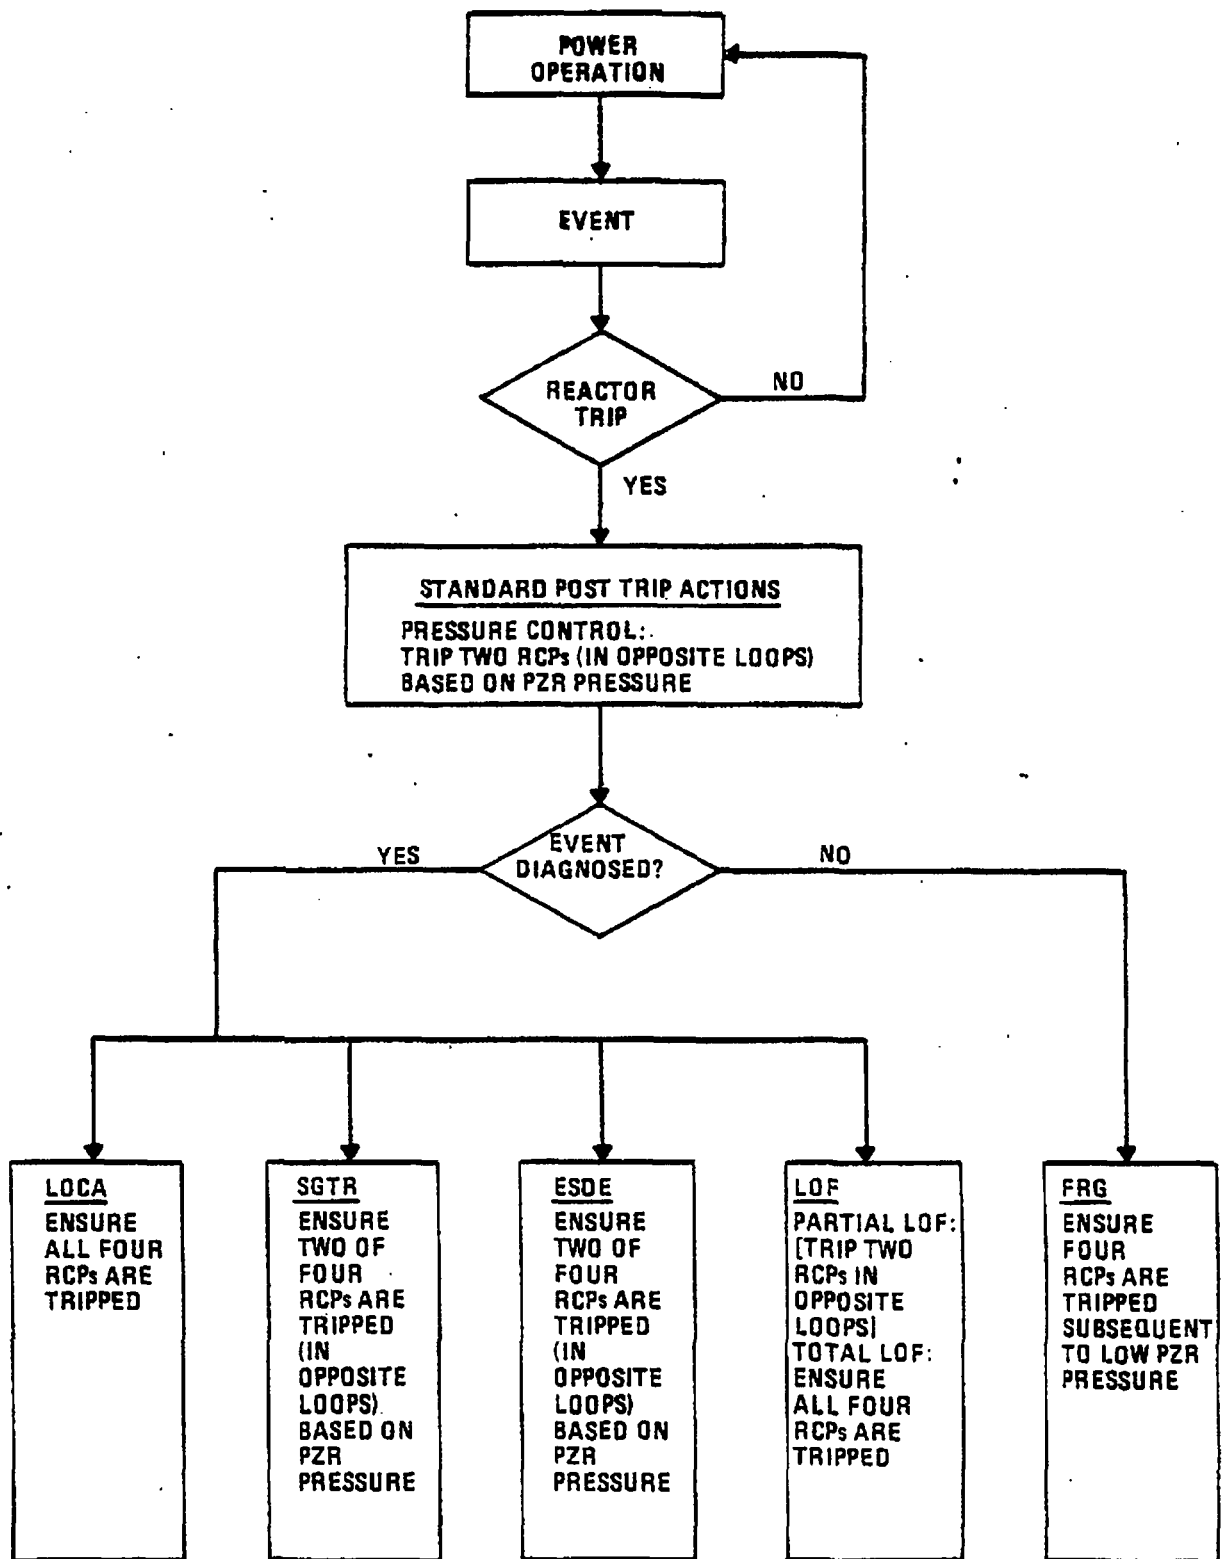 POWER
OPERATION
EVENT
REACTOR
TRIP
NO
YES
STANDARD POST TRIP ACTIONS
PRESSURE CONTROL:
TRIP TWO RCPs (IN OPPOSITE LOOPS)
BASED ON PZR PRESSURE
EVENT
DIAGNOSED?
YES
NO
LOCA
ENSURE
ALL FOUR
RCPs ARE
TRIPPED
SGTR
ENSURE
TWO OF
FOUR
RCPs ARE
TRIPPED
(IN
OPPOSITE
LOOPS)
BASED ON
PZR
PRESSURE
ESDE
ENSURE
TWO OF
FOUR
RCPs ARE
TRIPPED
(IN
OPPOSITE
LOOPS)
BASED ON
PZR
PRESSURE
LOF
PARTIAL LOF:
[TRIP TWO
RCPs IN
OPPOSITE
LOOPS]
TOTAL LOF:
ENSURE
ALL FOUR
RCPs ARE
TRIPPED
FRG
ENSURE
FOUR
RCPs ARE
TRIPPED
SUBSEQUENT
TO LOW PZR
PRESSURE